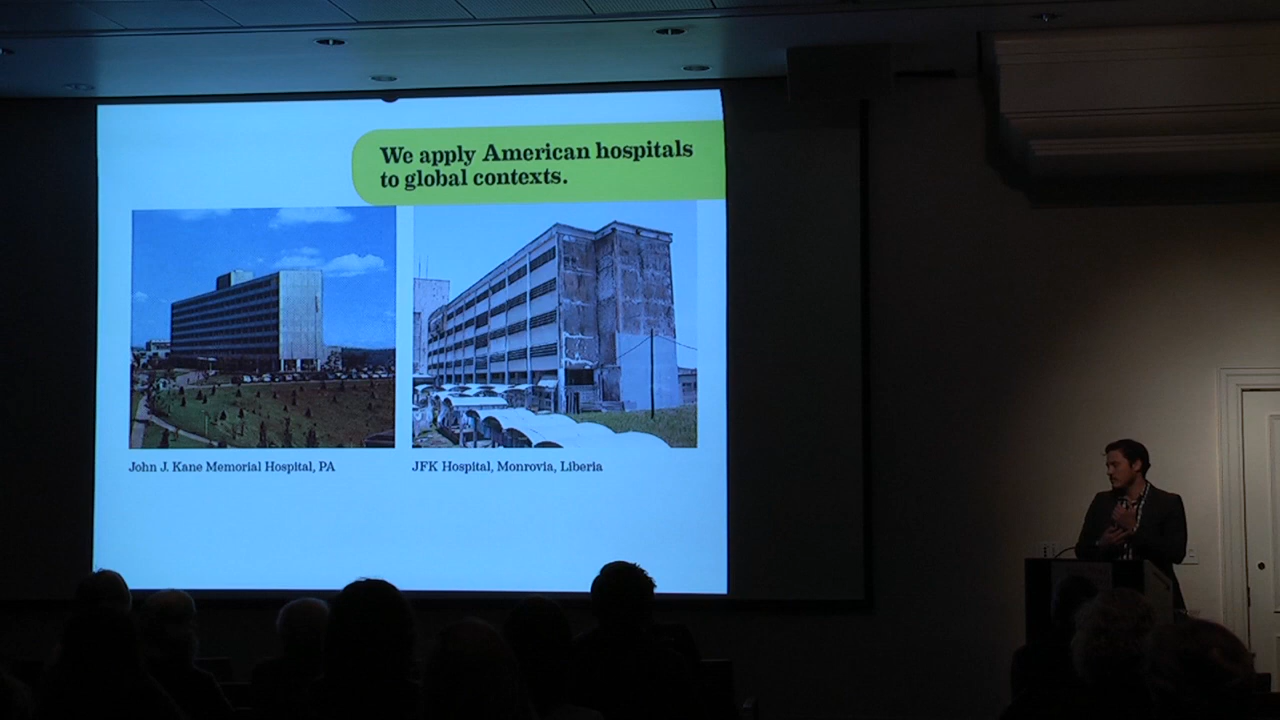 We apply American hospitals
to global contexts.
John J. Kane Memorial Hospital, PA
JFK Hospital, Monrovia, Liberia